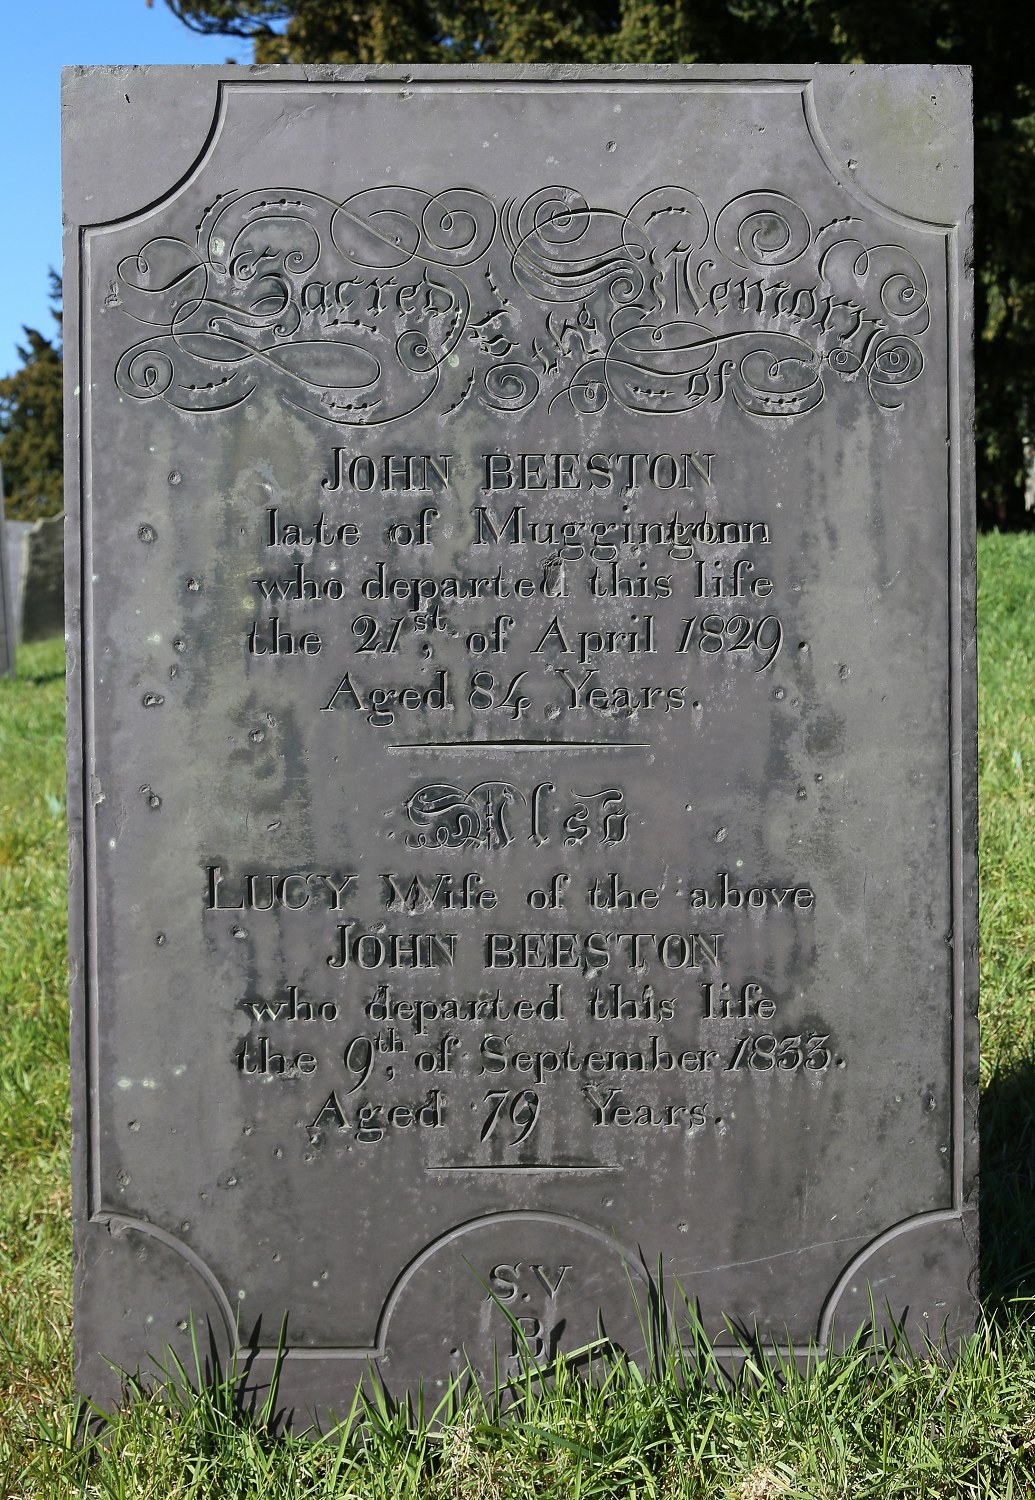 Sacred to the Memory
of
JOHN BEESTON
late of Muggington
who departed this life
the 21st, of April 1829.
Aged 84 Years.
Also
LUCY Wife of the above
JOHN BEESTON
who departed this life
the 9th, of September 1833.
Aged 79 Years.
S.V
B